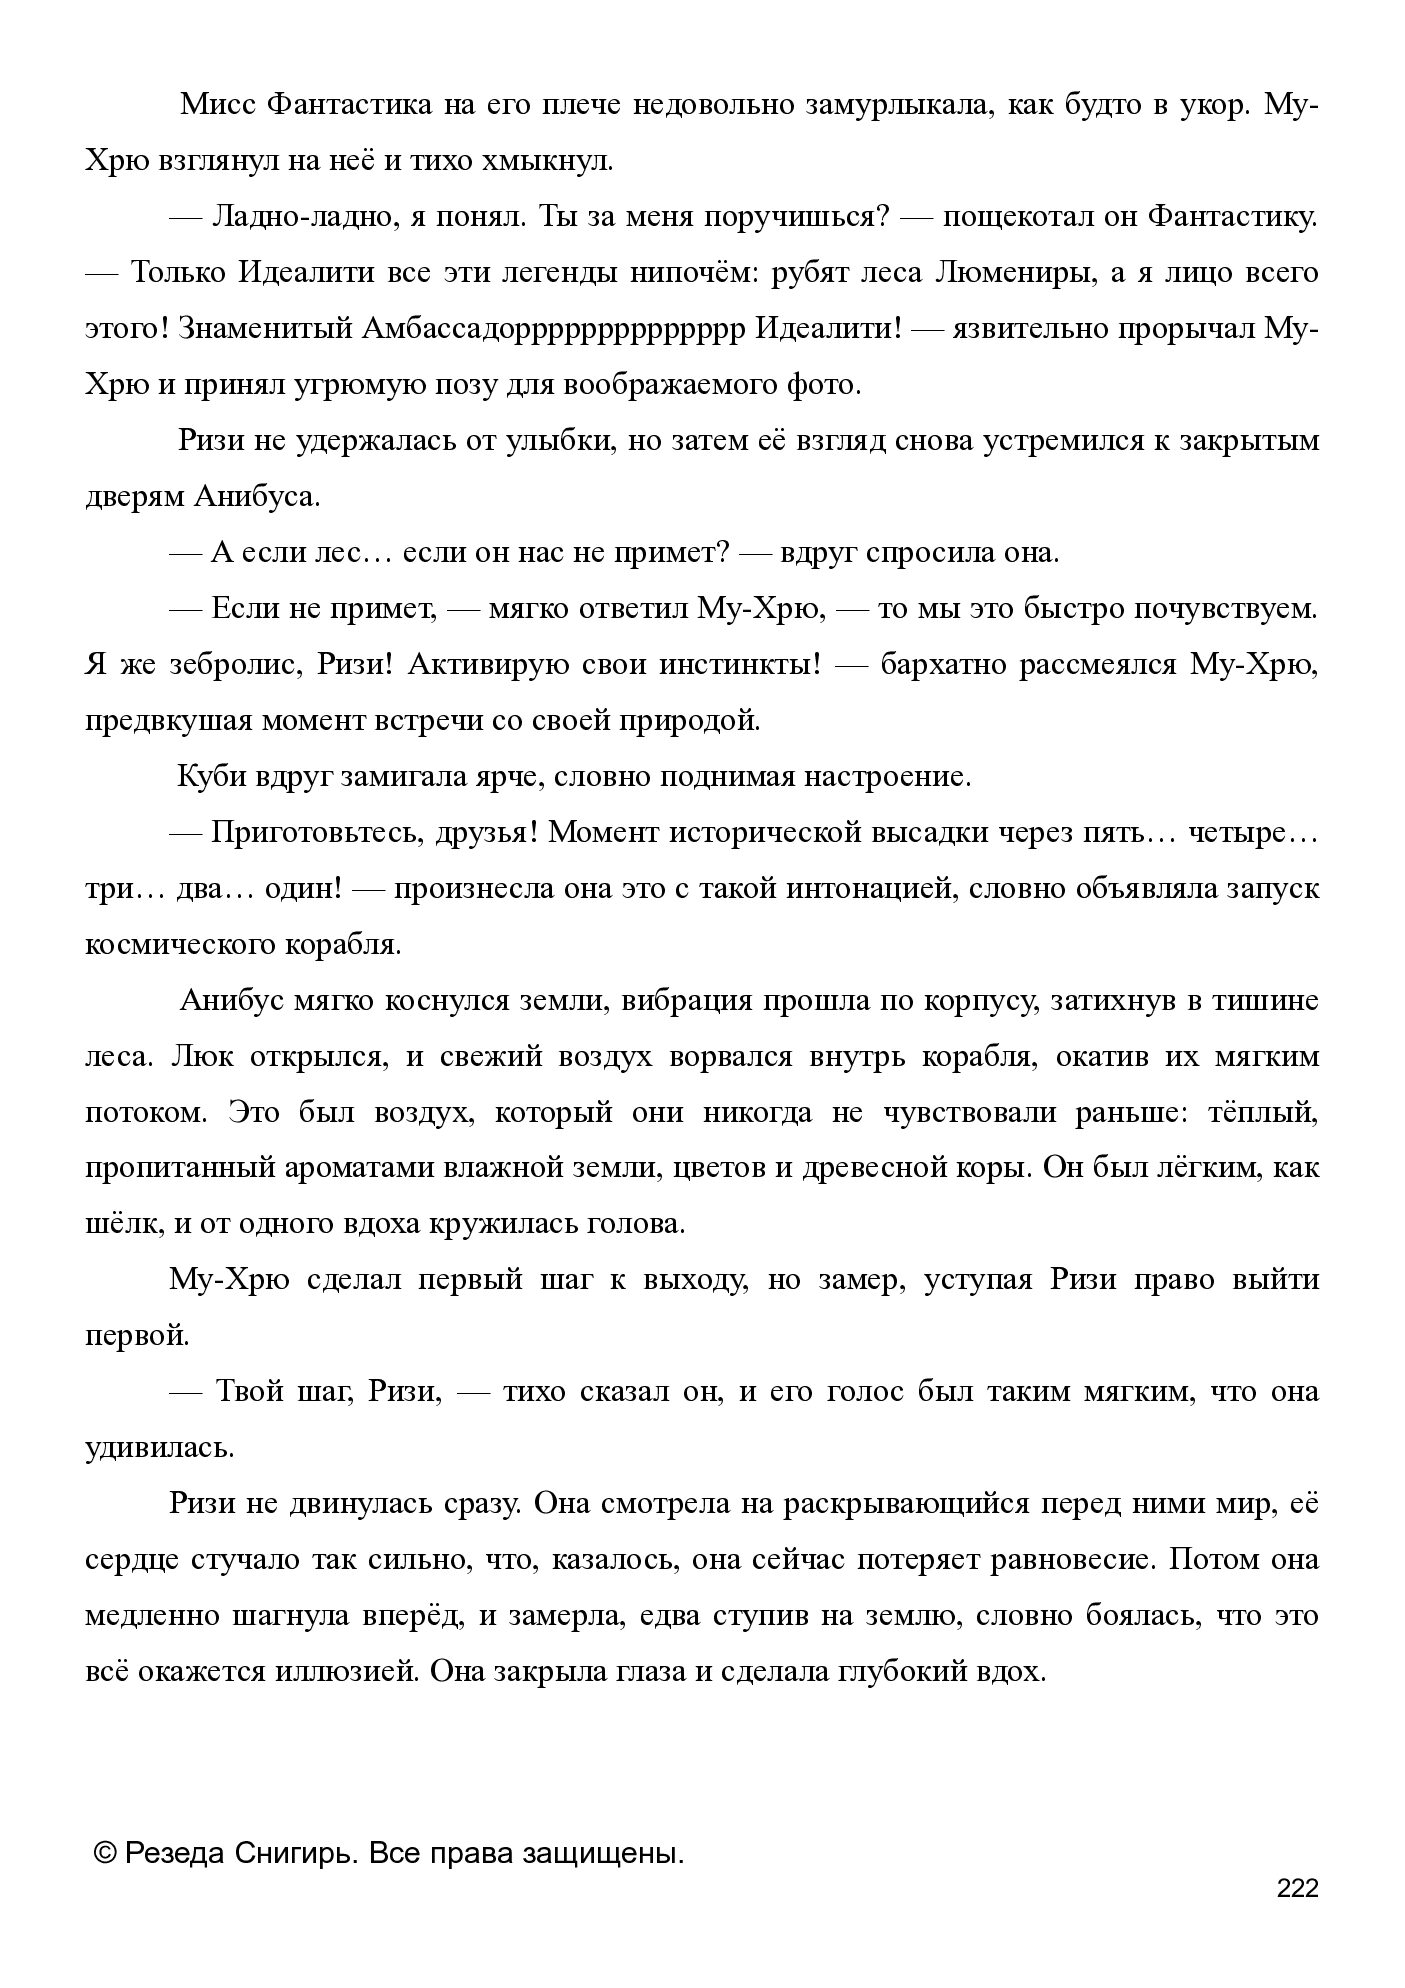 Мисс Фантастика на его плече недовольно замурлыкала, как будто в укор. Му-
Хрю взглянул на неё и тихо хмыкнул.
— Ладно-ладно, я понял. Ты за меня поручишься? — пощекотал он Фантастику.
— Только Идеалити все эти легенды нипочём: рубят леса Люмениры, а я лицо всего
этого! Знаменитый Амбассадоррррррррррррррр Идеалити! — язвительно прорычал Му-
Хрю и принял угрюмую позу для воображаемого фото.
Ризи не удержалась от улыбки, но затем её взгляд снова устремился к закрытым
дверям Анибуса.
— А если лес… если он нас не примет? — вдруг спросила она.
— Если не примет, — мягко ответил Му-Хрю, — то мы это быстро почувствуем.
Я же зебролис, Ризи! Активирую свои инстинкты! — бархатно рассмеялся Му-Хрю,
предвкушая момент встречи со своей природой.
Куби вдруг замигала ярче, словно поднимая настроение.
— Приготовьтесь, друзья! Момент исторической высадки через пять… четыре…
три… два… один! — произнесла она это с такой интонацией, словно объявляла запуск
космического корабля.
Анибус мягко коснулся земли, вибрация прошла по корпусу, затихнув в тишине
леса. Люк открылся, и свежий воздух ворвался внутрь корабля, окатив их мягким
потоком. Это был воздух, который они никогда не чувствовали раньше: тёплый,
пропитанный ароматами влажной земли, цветов и древесной коры. Он был лёгким, как
шёлк, и от одного вдоха кружилась голова.
Му-Хрю сделал первый шаг к выходу, но замер, уступая Ризи право выйти
первой.
— Твой шаг, Ризи, — тихо сказал он, и его голос был таким мягким, что она
удивилась.
Ризи не двинулась сразу. Она смотрела на раскрывающийся перед ними мир, её
сердце стучало так сильно, что, казалось, она сейчас потеряет равновесие. Потом она
медленно шагнула вперёд, и замерла, едва ступив на землю, словно боялась, что это
всё окажется иллюзией. Она закрыла глаза и сделала глубокий вдох.
© Резеда Снигирь. Все права защищены.
222